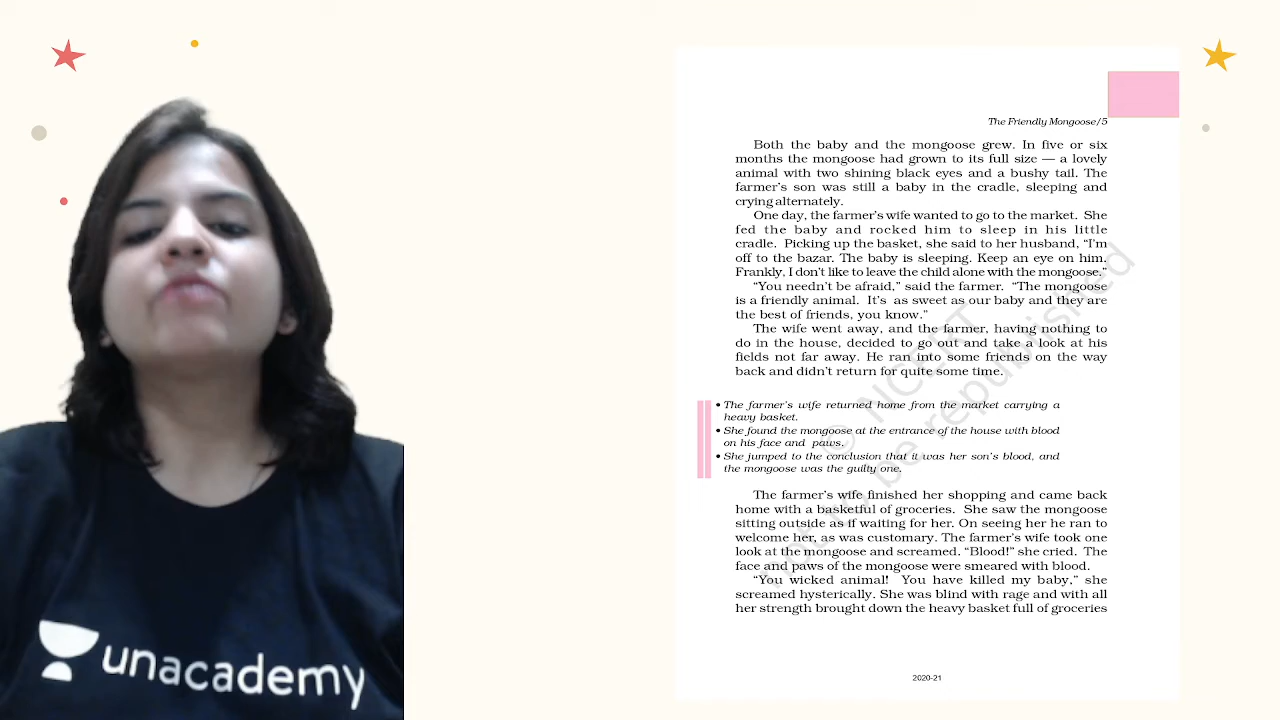 The Friendly Mongoose/5
Both the baby and the mongoose grew. In five or six
months the mongoose had grown to its full size — a lovely
animal with two shining black eyes and a bushy tail. The
farmer's son was still a baby in the cradle, sleeping and
crying alternately.
One day, the farmer's wife wanted to go to the market. She
fed the baby and rocked him to sleep in his little
cradle. Picking up the basket, she said to her husband, “I'm
off to the bazar. The baby is sleeping. Keep an eye on him.
Frankly, I don't like to leave the child alone with the mongoose.”
“You needn't be afraid,” said the farmer. “The mongoose
is a friendly animal. It's as sweet as our baby and they are
the best of friends, you know.”
The wife went away, and the farmer, having nothing to
do in the house, decided to go out and take a look at his
fields not far away. He ran into some friends on the way
back and didn't return for quite some time.
• The farmer's wife returned home from the market carrying a
heavy basket.
• She found the mongoose at the entrance of the house with blood
on his face and paws.
• She jumped to the conclusion that it was her son's blood, and
the mongoose was the guilty one.
The farmer's wife finished her shopping and came back
home with a basketful of groceries. She saw the mongoose
sitting outside as if waiting for her. On seeing her he ran to
welcome her, as was customary. The farmer's wife took one
look at the mongoose and screamed. “Blood!” she cried. The
face and paws of the mongoose were smeared with blood.
“You wicked animal! You have killed my baby,” she
screamed hysterically. She was blind with rage and with all
her strength brought down the heavy basket full of groceries
2020-21
© NCERT
be republished
unacademy